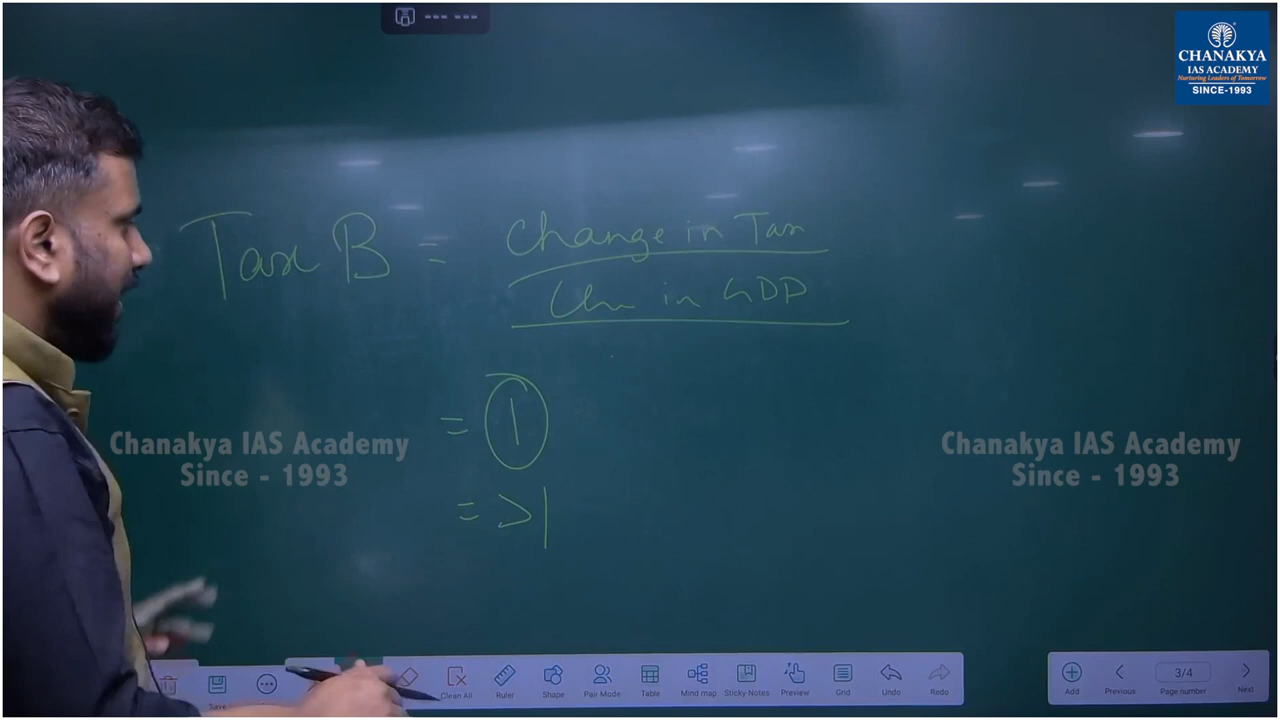 CHANAKYA
IAS ACADEMY
Nurturing Leaders of Tomorrow
SINCE-1993
Tax B = Change in Tax
in GDP
= 1
= >1
Chanakya IAS Academy
Since - 1993
Chanakya IAS Academy
Since - 1993
Save Clean All Ruler Shape Pair Mode Table Mind map Sticky Notes Preview Grid Undo Redo
Add Previous 3/4 Page number Next